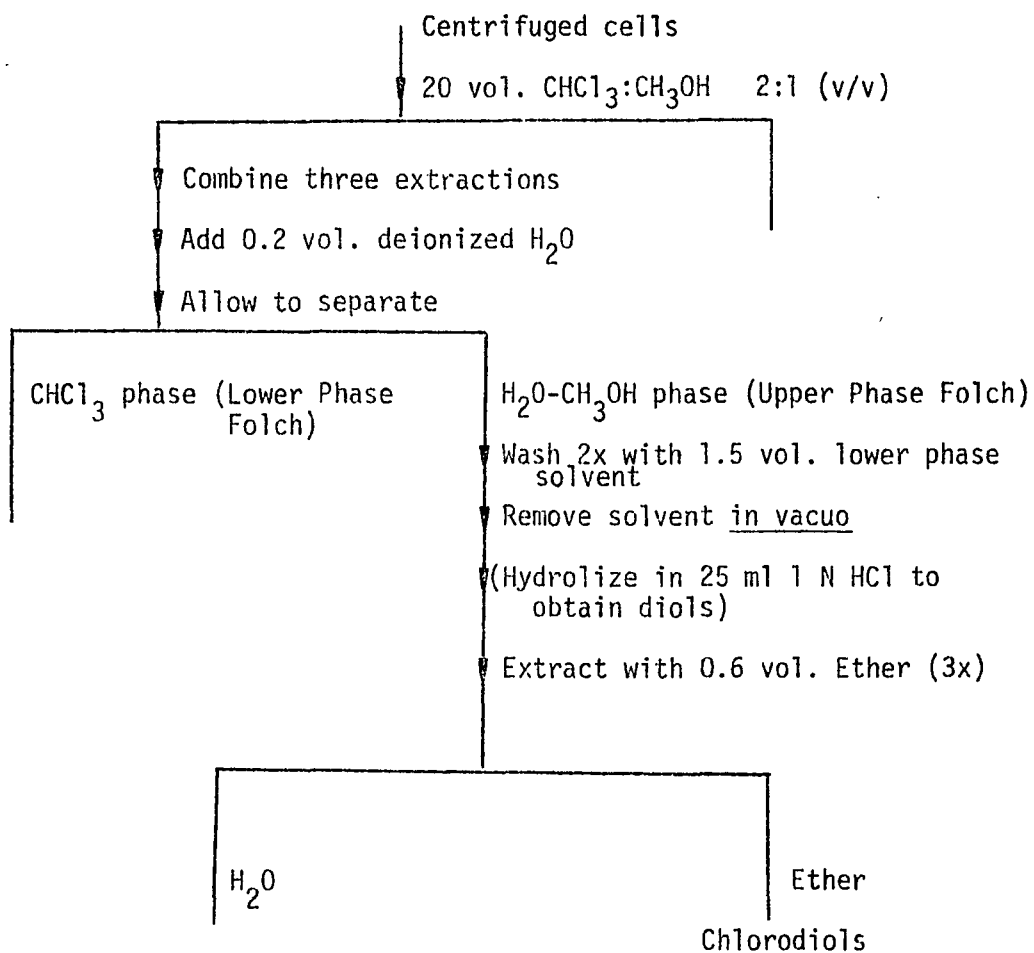 Centrifuged cells
20 vol. CHCl3:CH3OH 2:1 (v/v)
Combine three extractions
Add 0.2 vol. deionized H2O
Allow to separate
CHCl3 phase (Lower Phase
Folch)
H2O-CH3OH phase (Upper Phase Folch)
Wash 2x with 1.5 vol. lower phase
solvent
Remove solvent in vacuo
(Hydrolize in 25 ml 1 N HCl to
obtain diols)
Extract with 0.6 vol. Ether (3x)
H2O
Ether
Chlorodiols